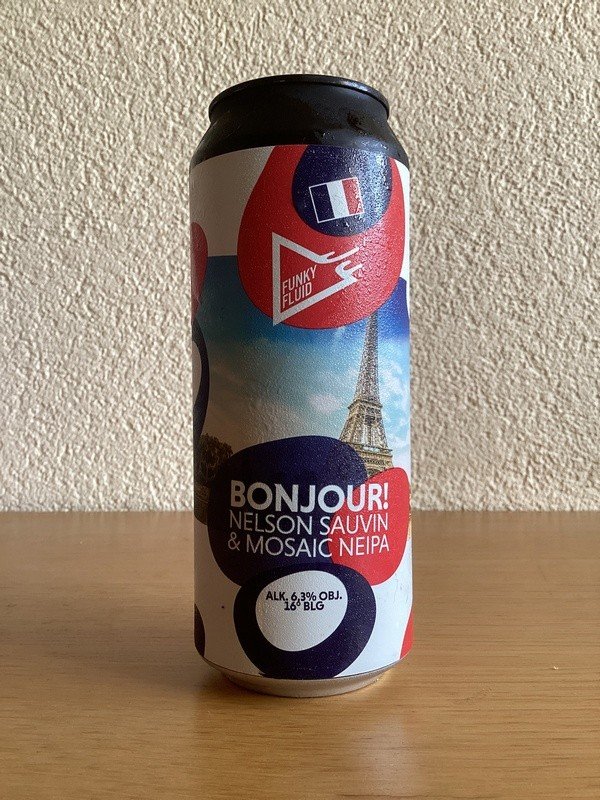 FUNKY
FLUID
BONJOUR!
NELSON SAUVIN
& MOSAIC NEIPA
ALK. 6,3% OBJ.
16° BLG